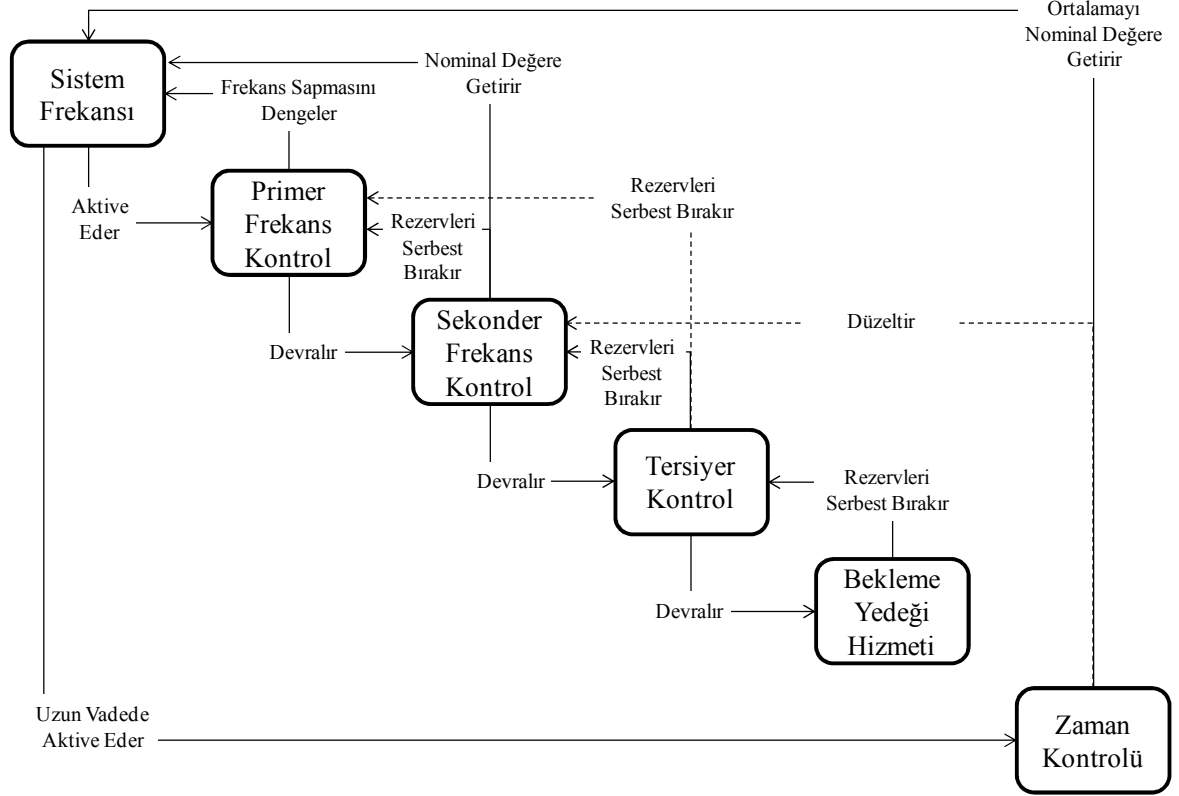 Ortalamayı
Nominal Değere
Getirir
Sistem
Frekansı
Nominal Değere
Getirir
Frekans Sapmasını
Dengeler
Aktive
Eder
Primer
Frekans
Kontrol
Rezervleri
Serbest Bırakır
Rezervleri
Serbest
Bırakır
Devralır
Sekonder
Frekans
Kontrol
Düzeltir
Rezervleri
Serbest
Bırakır
Devralır
Tersiyer
Kontrol
Rezervleri
Serbest Bırakır
Devralır
Bekleme
Yedeği
Hizmeti
Uzun Vadede
Aktive Eder
Zaman
Kontrolü